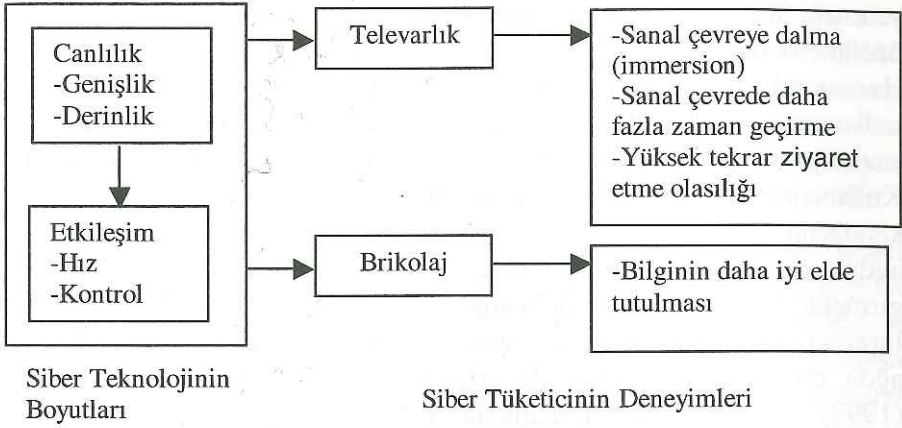 Canlılık
-Genişlik
-Derinlik
Etkileşim
-Hız
-Kontrol
Televarlık
Brikolaj
-Sanal çevreye dalma
(immersion)
-Sanal çevrede daha
fazla zaman geçirme
-Yüksek tekrar ziyaret
etme olasılığı
-Bilginin daha iyi elde
tutulması
Siber Teknolojinin
Boyutları
Siber Tüketicinin Deneyimleri